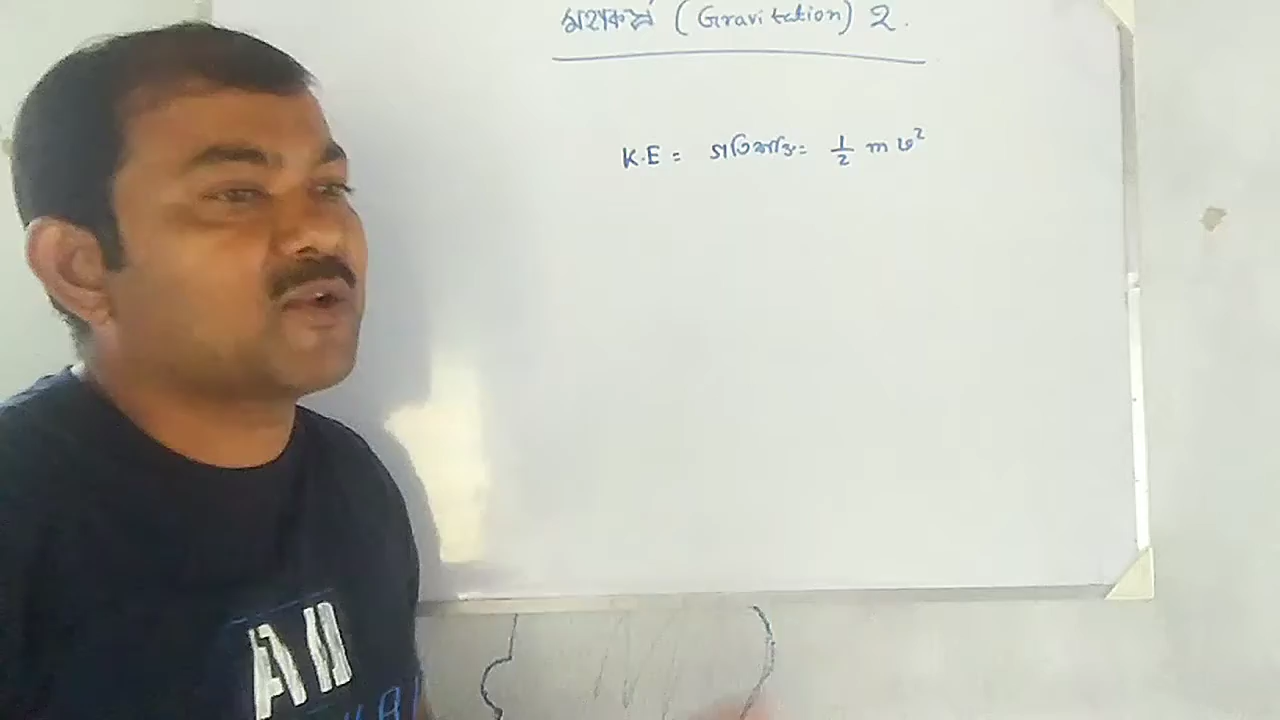 মহাকর্ষ (Gravitation) 2.
K.E = গতিশক্তি = 1/2 m v²